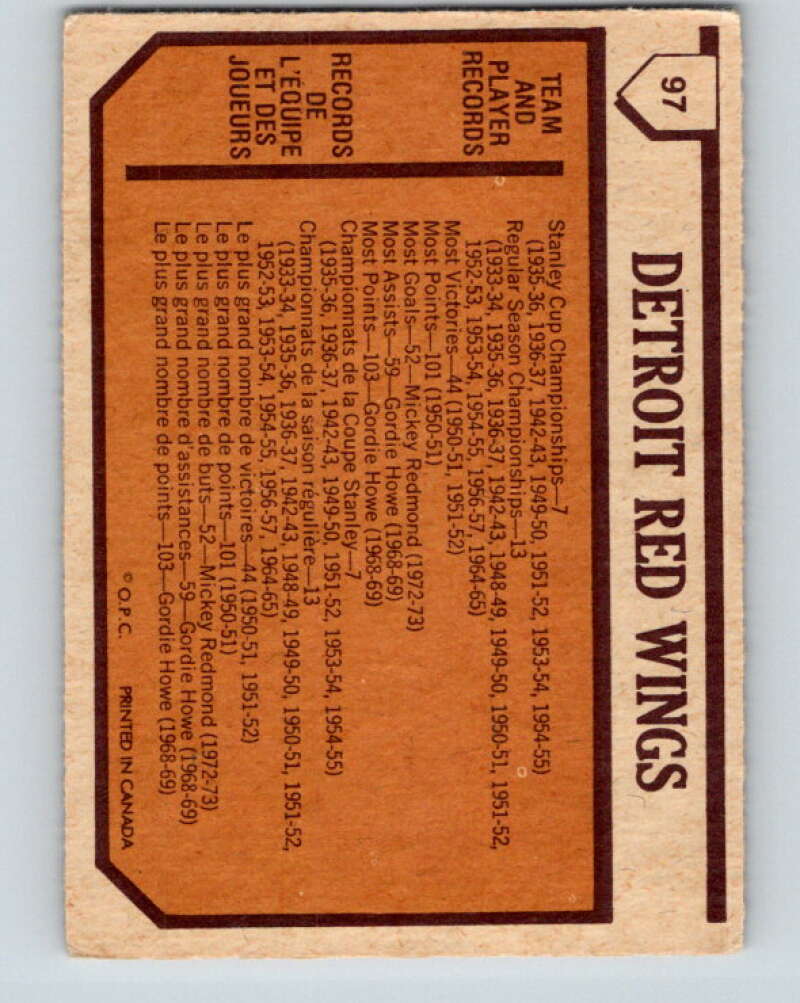 97
DETROIT RED WINGS
TEAM
AND
PLAYER
RECORDS
Stanley Cup Championships—7
(1935-36, 1936-37, 1942-43, 1949-50, 1951-52, 1953-54, 1954-55)
Regular Season Championships—13
(1933-34, 1935-36, 1936-37, 1942-43, 1948-49, 1949-50, 1950-51, 1951-52,
1952-53, 1953-54, 1954-55, 1956-57, 1964-65)
Most Victories—44 (1950-51, 1951-52)
Most Points—101 (1950-51)
Most Goals—52—Mickey Redmond (1972-73)
Most Assists—59—Gordie Howe (1968-69)
Most Points—103—Gordie Howe (1968-69)
RECORDS
DE
L'ÉQUIPE
ET DES
JOUEURS
Championnats de la Coupe Stanley—7
(1935-36, 1936-37, 1942-43, 1949-50, 1951-52, 1953-54, 1954-55)
Championnats de la saison régulière—13
(1933-34, 1935-36, 1936-37, 1942-43, 1948-49, 1949-50, 1950-51, 1951-52,
1952-53, 1953-54, 1954-55, 1956-57, 1964-65)
Le plus grand nombre de victoires—44 (1950-51, 1951-52)
Le plus grand nombre de points—101 (1950-51)
Le plus grand nombre de buts—52—Mickey Redmond (1972-73)
Le plus grand nombre d'assistances—59—Gordie Howe (1968-69)
Le plus grand nombre de points—103—Gordie Howe (1968-69)
© O.P.C. PRINTED IN CANADA